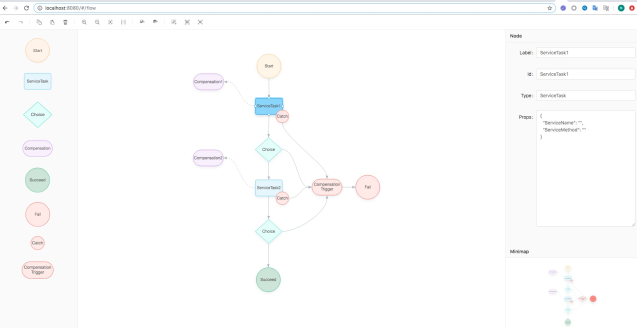 localhost:8080/#/flow
Node
Start
ServiceTask
Choice
Compensation
Succeed
Fail
Catch
Compensation
Trigger
Start
Compensation1
ServiceTask1
Catch
Choice
Compensation2
ServiceTask2
Catch
Compensation
Trigger
Fail
Choice
Succeed
Label: ServiceTask1
Id: ServiceTask1
Type: ServiceTask
Props: {
"ServiceName": "",
"ServiceMethod": ""
}
Minimap